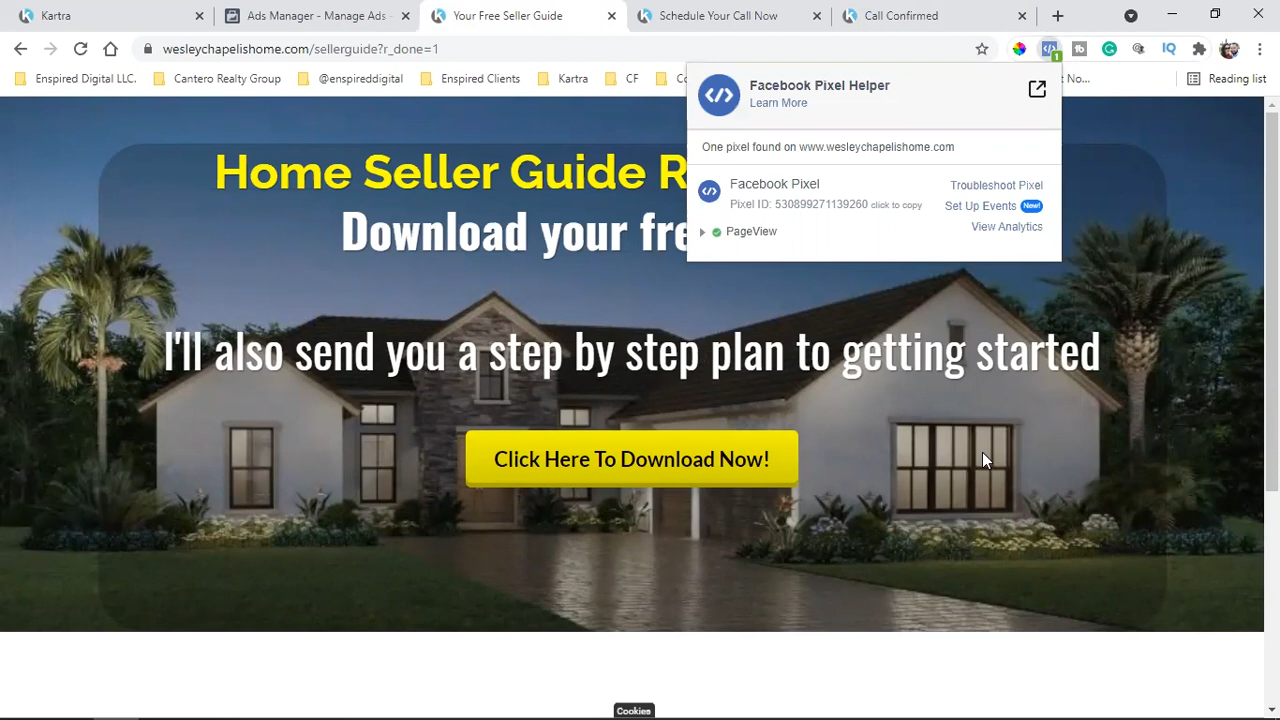 Kartra
Ads Manager - Manage Ads
Your Free Seller Guide
Schedule Your Call Now
Call Confirmed
wesleychapelishome.com/sellerguide?r_done=1
Enspired Digital LLC.
Cantero Realty Group
@enspireddigital
Enspired Clients
Kartra
CF
No...
Reading list
Facebook Pixel Helper
Learn More
One pixel found on www.wesleychapelishome.com
Facebook Pixel
Troubleshoot Pixel
Pixel ID: 530899271139260 click to copy
Set Up Events New!
PageView
View Analytics
Home Seller Guide R
Download your fre
I'll also send you a step by step plan to getting started
Click Here To Download Now!
Cookies